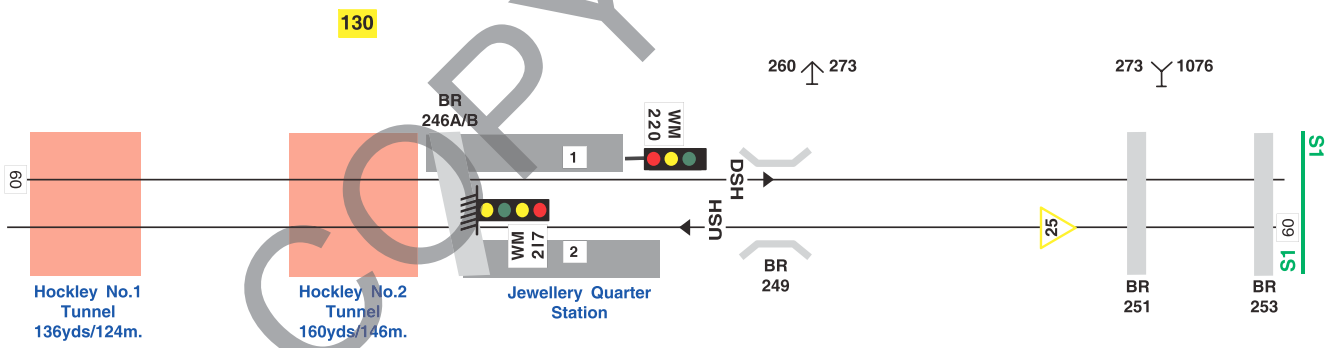 130
COPY
BR
246A/B
WM
220
260 273
273 1076
1
DSH
USH
WM
217
2
60
25
60
S1
S1
Hockley No.1
Tunnel
136yds/124m.
Hockley No.2
Tunnel
160yds/146m.
Jewellery Quarter
Station
BR
249
BR
251
BR
253